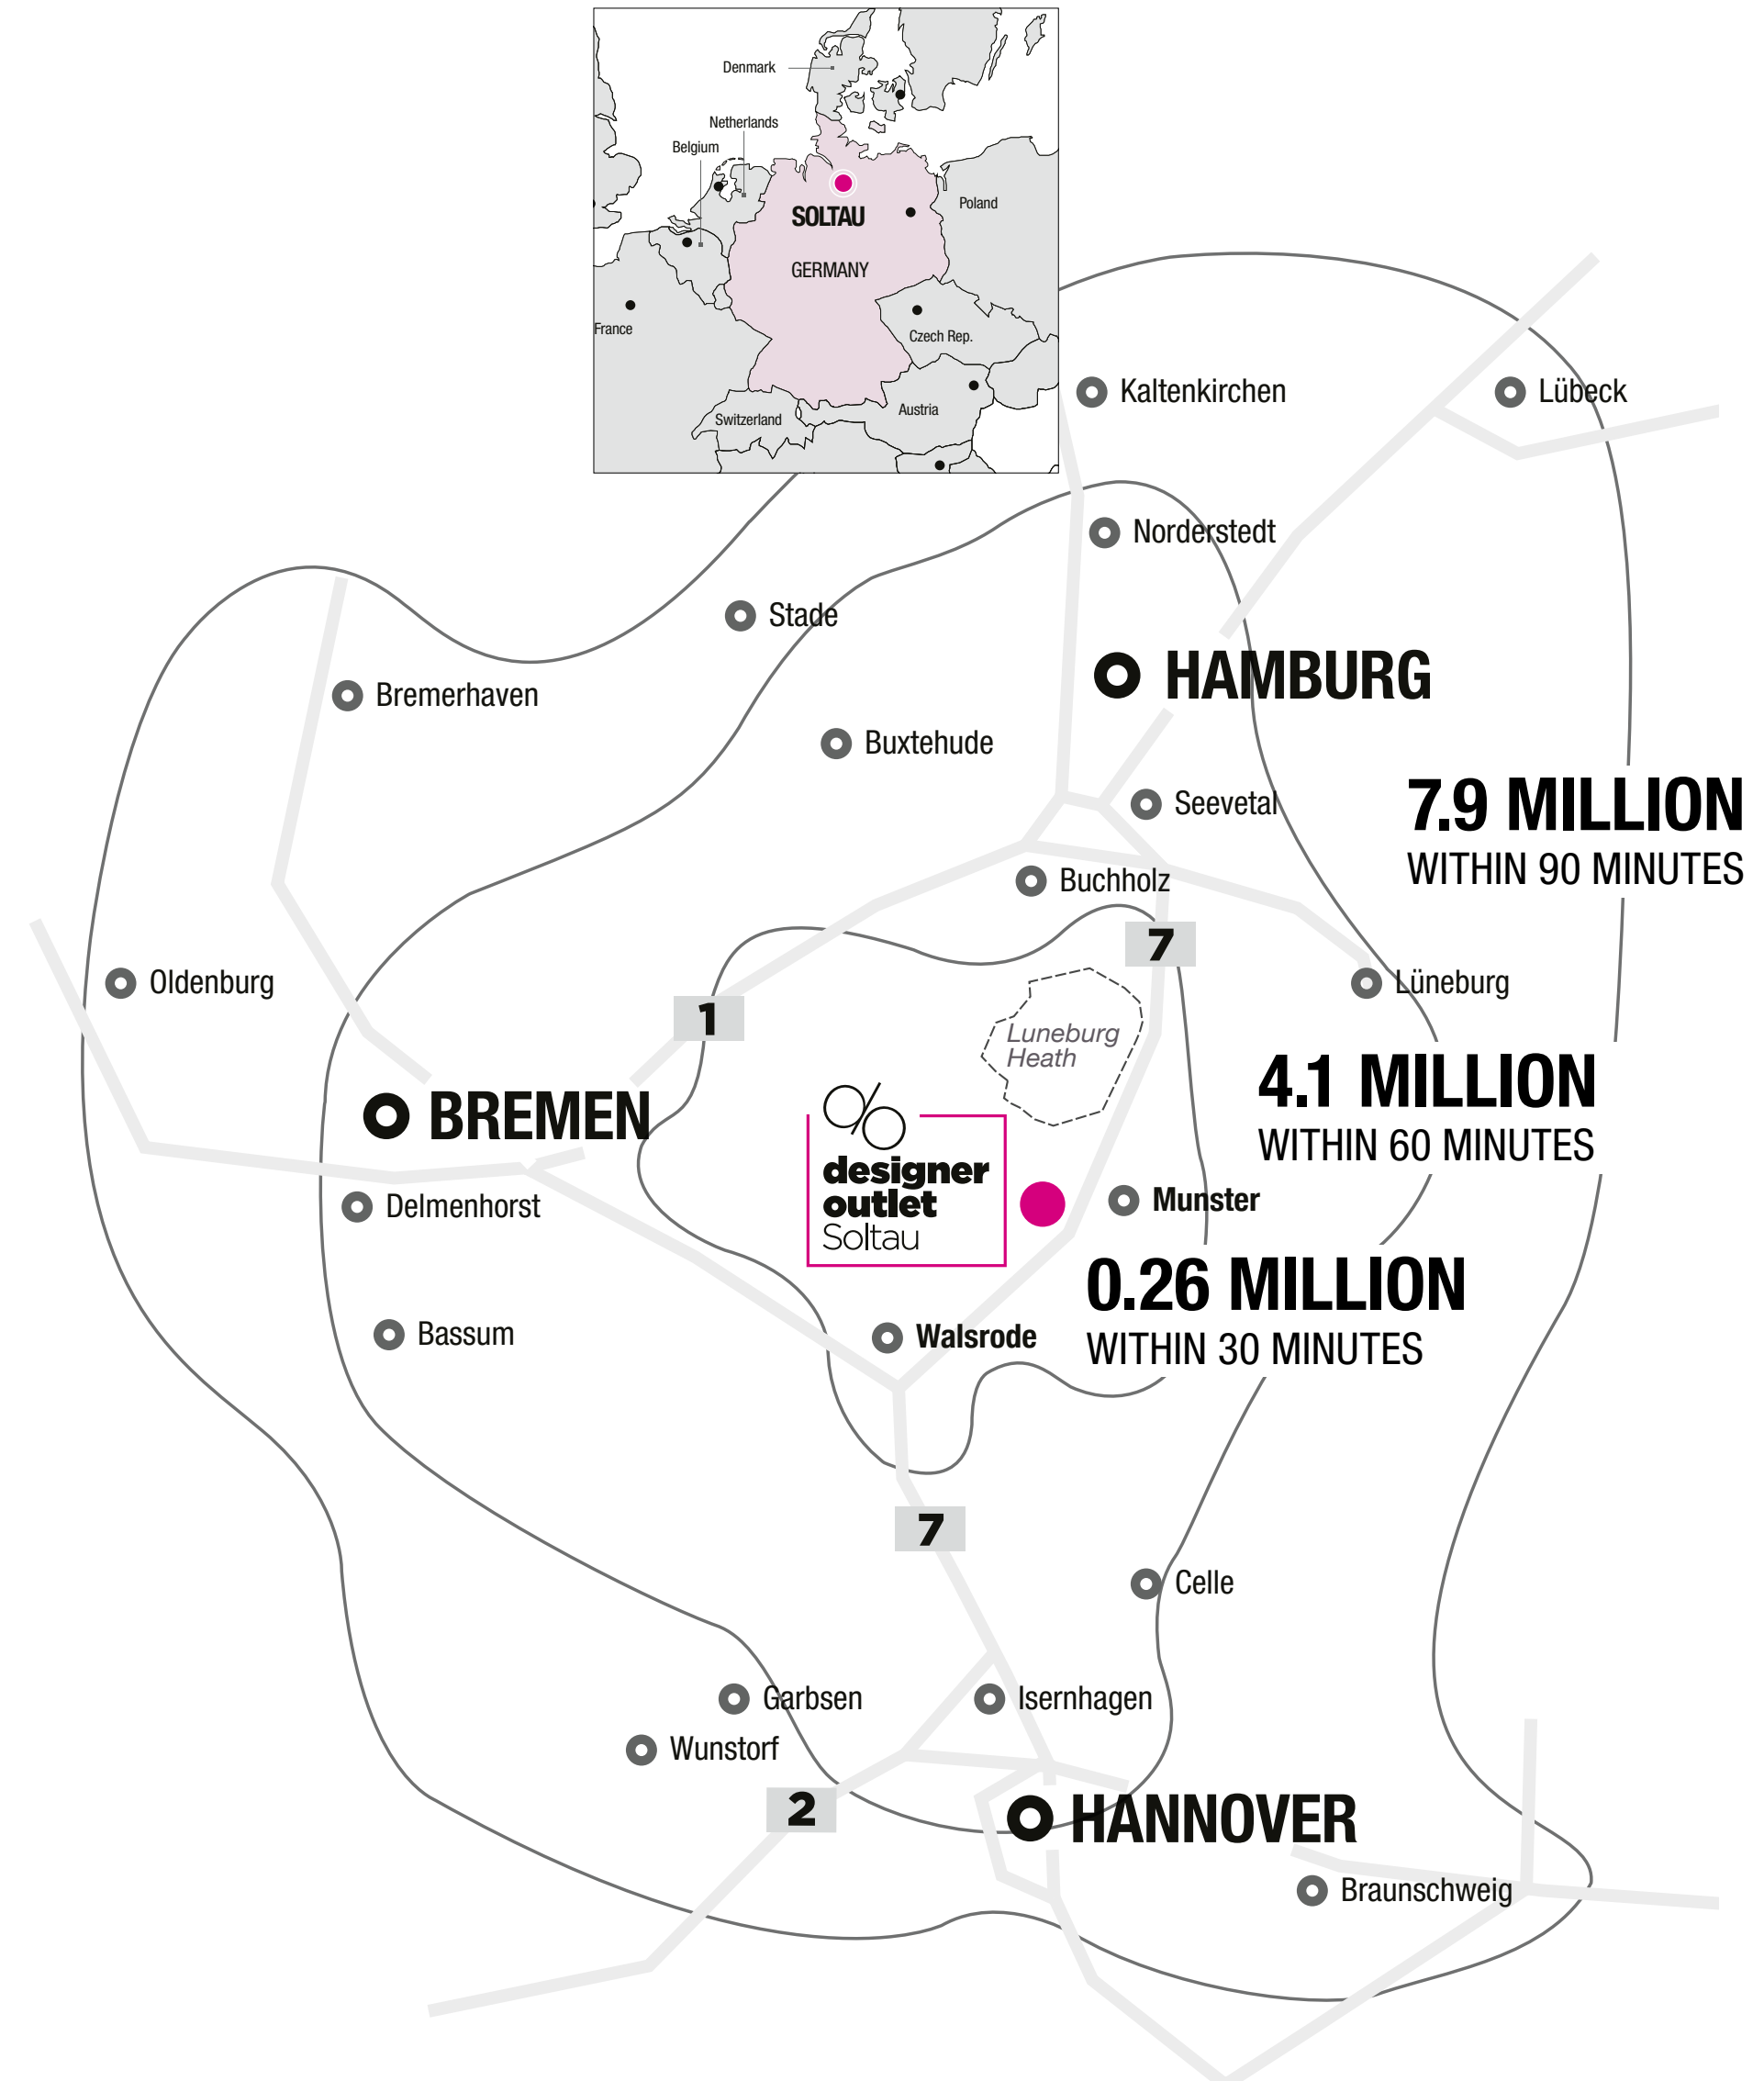 Denmark
Netherlands
Belgium
SOLTAU
Poland
GERMANY
France
Czech Rep.
Austria
Switzerland
Kaltenkirchen
Lübeck
Norderstedt
Stade
HAMBURG
Bremerhaven
Buxtehude
Seevetal
7.9 MILLION
WITHIN 90 MINUTES
Buchholz
7
Oldenburg
Lüneburg
1
Luneburg
Heath
4.1 MILLION
WITHIN 60 MINUTES
BREMEN
designer
outlet
Soltau
Munster
Delmenhorst
0.26 MILLION
WITHIN 30 MINUTES
Bassum
Walsrode
7
Celle
Garbsen
Isernhagen
Wunstorf
2
HANNOVER
Braunschweig